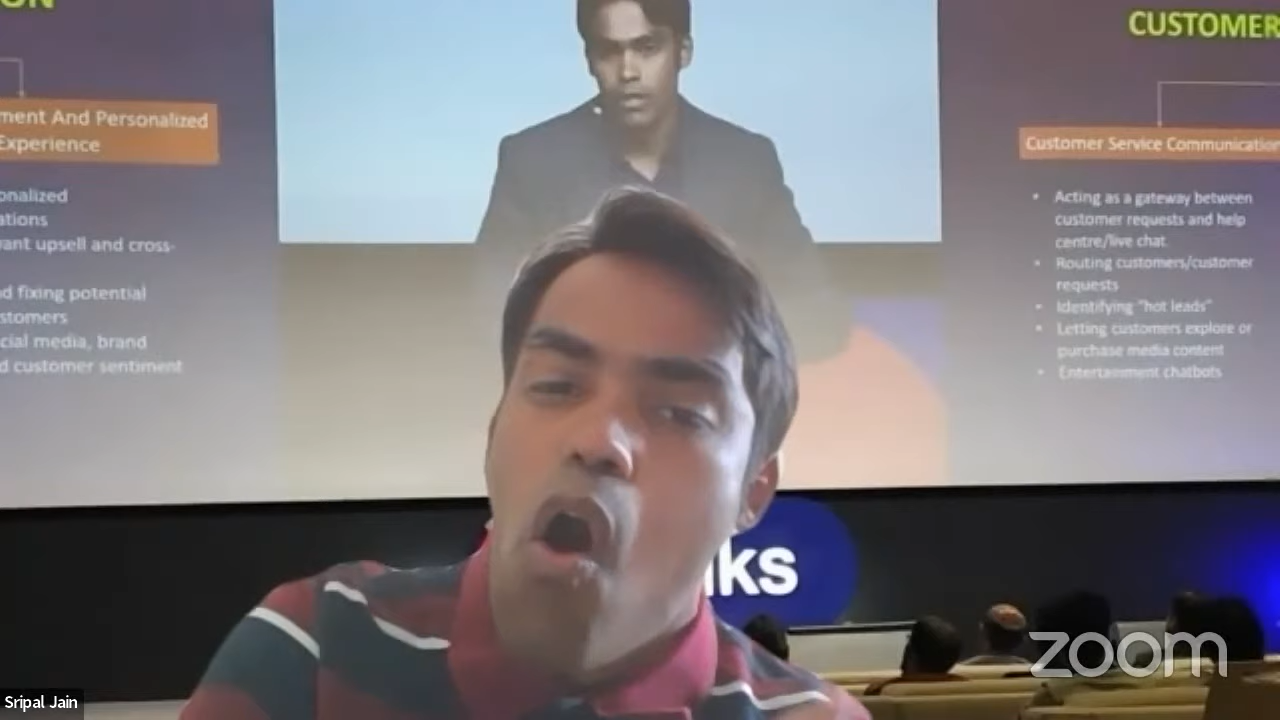 ON
ment And Personalized
Experience
onalized
ations
vant upsell and cross-
d fixing potential
stomers
cial media, brand
d customer sentiment
CUSTOMER
Customer Service Communication
• Acting as a gateway between
customer requests and help
centre/live chat.
• Routing customers/customer
requests
• Identifying "hot leads"
• Letting customers explore or
purchase media content
• Entertainment chatbots
lks
zoom
Sripal Jain